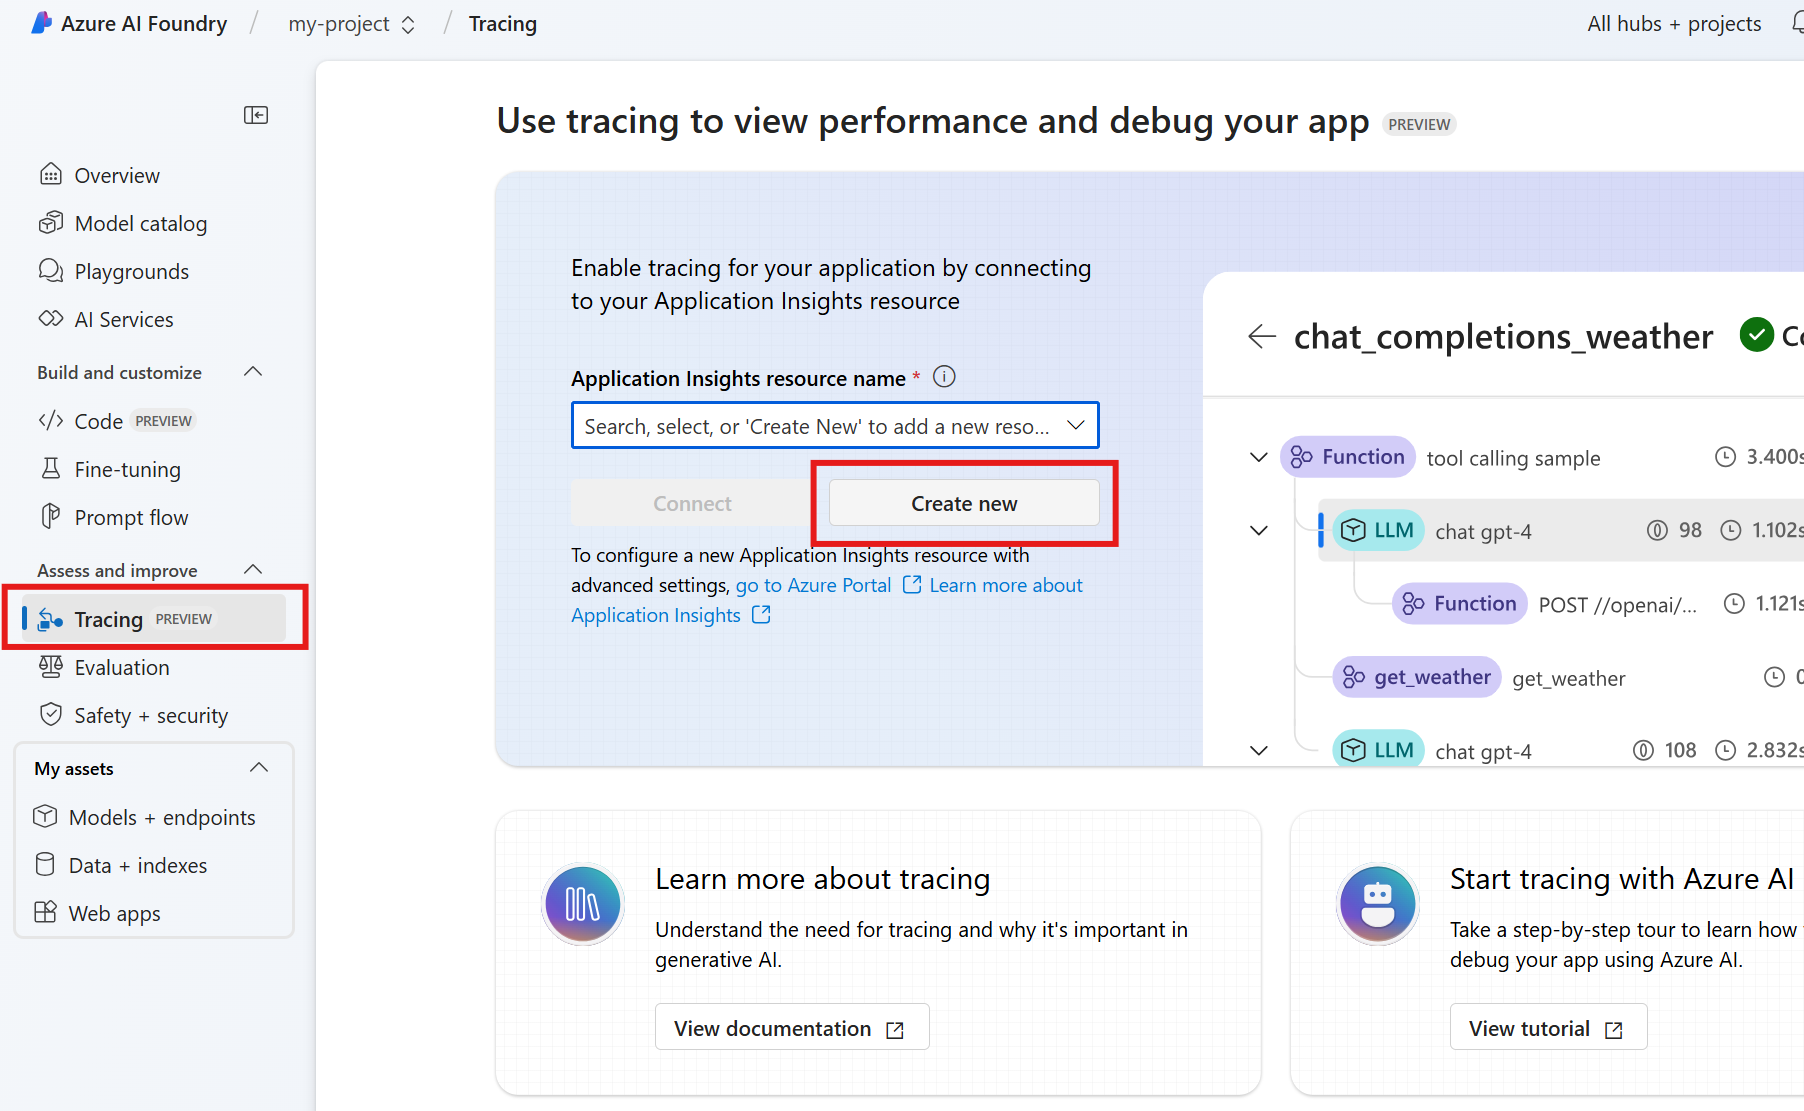 Azure AI Foundry / my-project / Tracing
All hubs + projects
Overview
Model catalog
Playgrounds
AI Services
Build and customize
Code PREVIEW
Fine-tuning
Prompt flow
Assess and improve
Tracing PREVIEW
Evaluation
Safety + security
My assets
Models + endpoints
Data + indexes
Web apps
Use tracing to view performance and debug your app PREVIEW
Enable tracing for your application by connecting
to your Application Insights resource
Application Insights resource name *
Search, select, or 'Create New' to add a new reso...
Connect
Create new
To configure a new Application Insights resource with
advanced settings, go to Azure Portal Learn more about
Application Insights
chat_completions_weather
Function tool calling sample 3.400s
LLM chat gpt-4 98 1.102s
Function POST //openai/... 1.121s
get_weather get_weather 0
LLM chat gpt-4 108 2.832s
Learn more about tracing
Understand the need for tracing and why it's important in
generative AI.
View documentation
Start tracing with Azure AI
Take a step-by-step tour to learn how
debug your app using Azure AI.
View tutorial